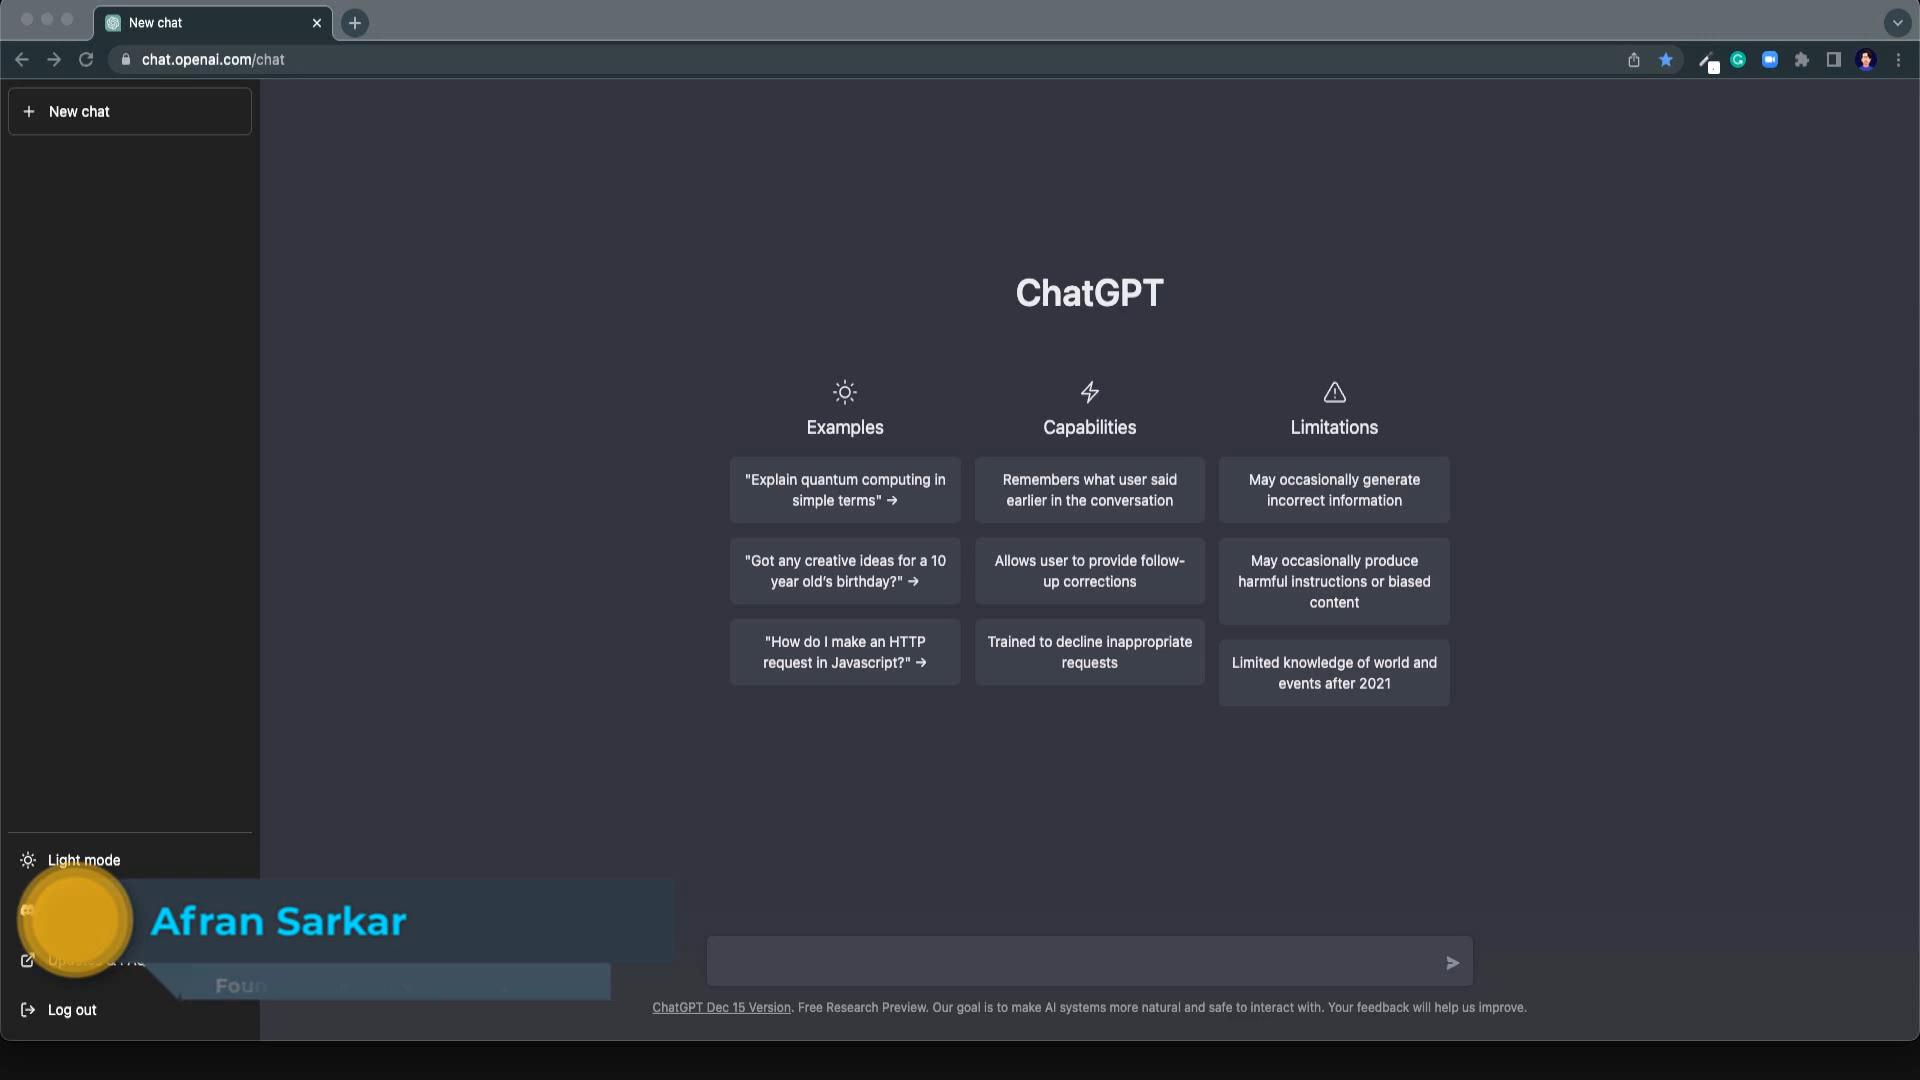 New chat
chat.openai.com/chat
New chat
ChatGPT
Examples
"Explain quantum computing in
simple terms" →
"Got any creative ideas for a 10
year old's birthday?" →
"How do I make an HTTP
request in Javascript?" →
Capabilities
Remembers what user said
earlier in the conversation
Allows user to provide follow-
up corrections
Trained to decline inappropriate
requests
Limitations
May occasionally generate
incorrect information
May occasionally produce
harmful instructions or biased
content
Limited knowledge of world and
events after 2021
Light mode
Afran Sarkar
Log out
ChatGPT Dec 15 Version. Free Research Preview. Our goal is to make AI systems more natural and safe to interact with. Your feedback will help us improve.